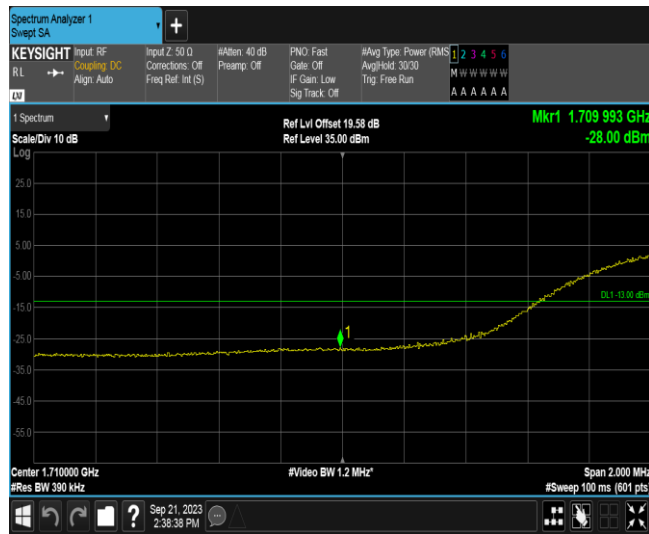 Spectrum Analyzer 1
Swept SA
+
KEYSIGHT Input: RF Input Z: 50 Ω #Atten: 40 dB PNO: Fast #Avg Type: Power (RMS 1 2 3 4 5 6
RL Coupling: DC Corrections: Off Preamp: Off Gate: Off Avg|Hold: 30/30 M W W W W W
Align: Auto Freq Ref: Int (S) IF Gain: Low Trig: Free Run
LXI Sig Track: Off A A A A A A
1 Spectrum Ref Lvl Offset 19.58 dB Mkr1 1.709 993 GHz
Scale/Div 10 dB Ref Level 35.00 dBm -28.00 dBm
Log
25.0
15.0
5.00
-5.00
DL1 -13.00 dBm
-15.0
1
-25.0
-35.0
-45.0
-55.0
Center 1.710000 GHz #Video BW 1.2 MHz* Span 2.000 MHz
#Res BW 390 kHz #Sweep 100 ms (601 pts
? Sep 21, 2023
2:38:38 PM